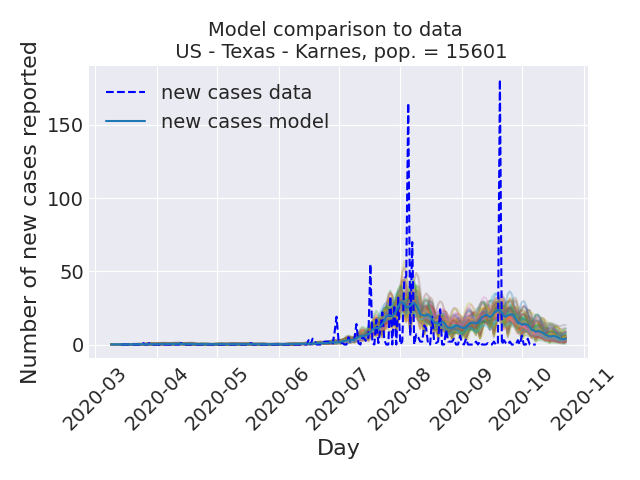 Model comparison to data
US - Texas - Karnes, pop. = 15601
new cases data
new cases model
Number of new cases reported
150
100
50
0
2020-03
2020-04
2020-05
2020-06
2020-07
2020-08
2020-09
2020-10
2020-11
Day